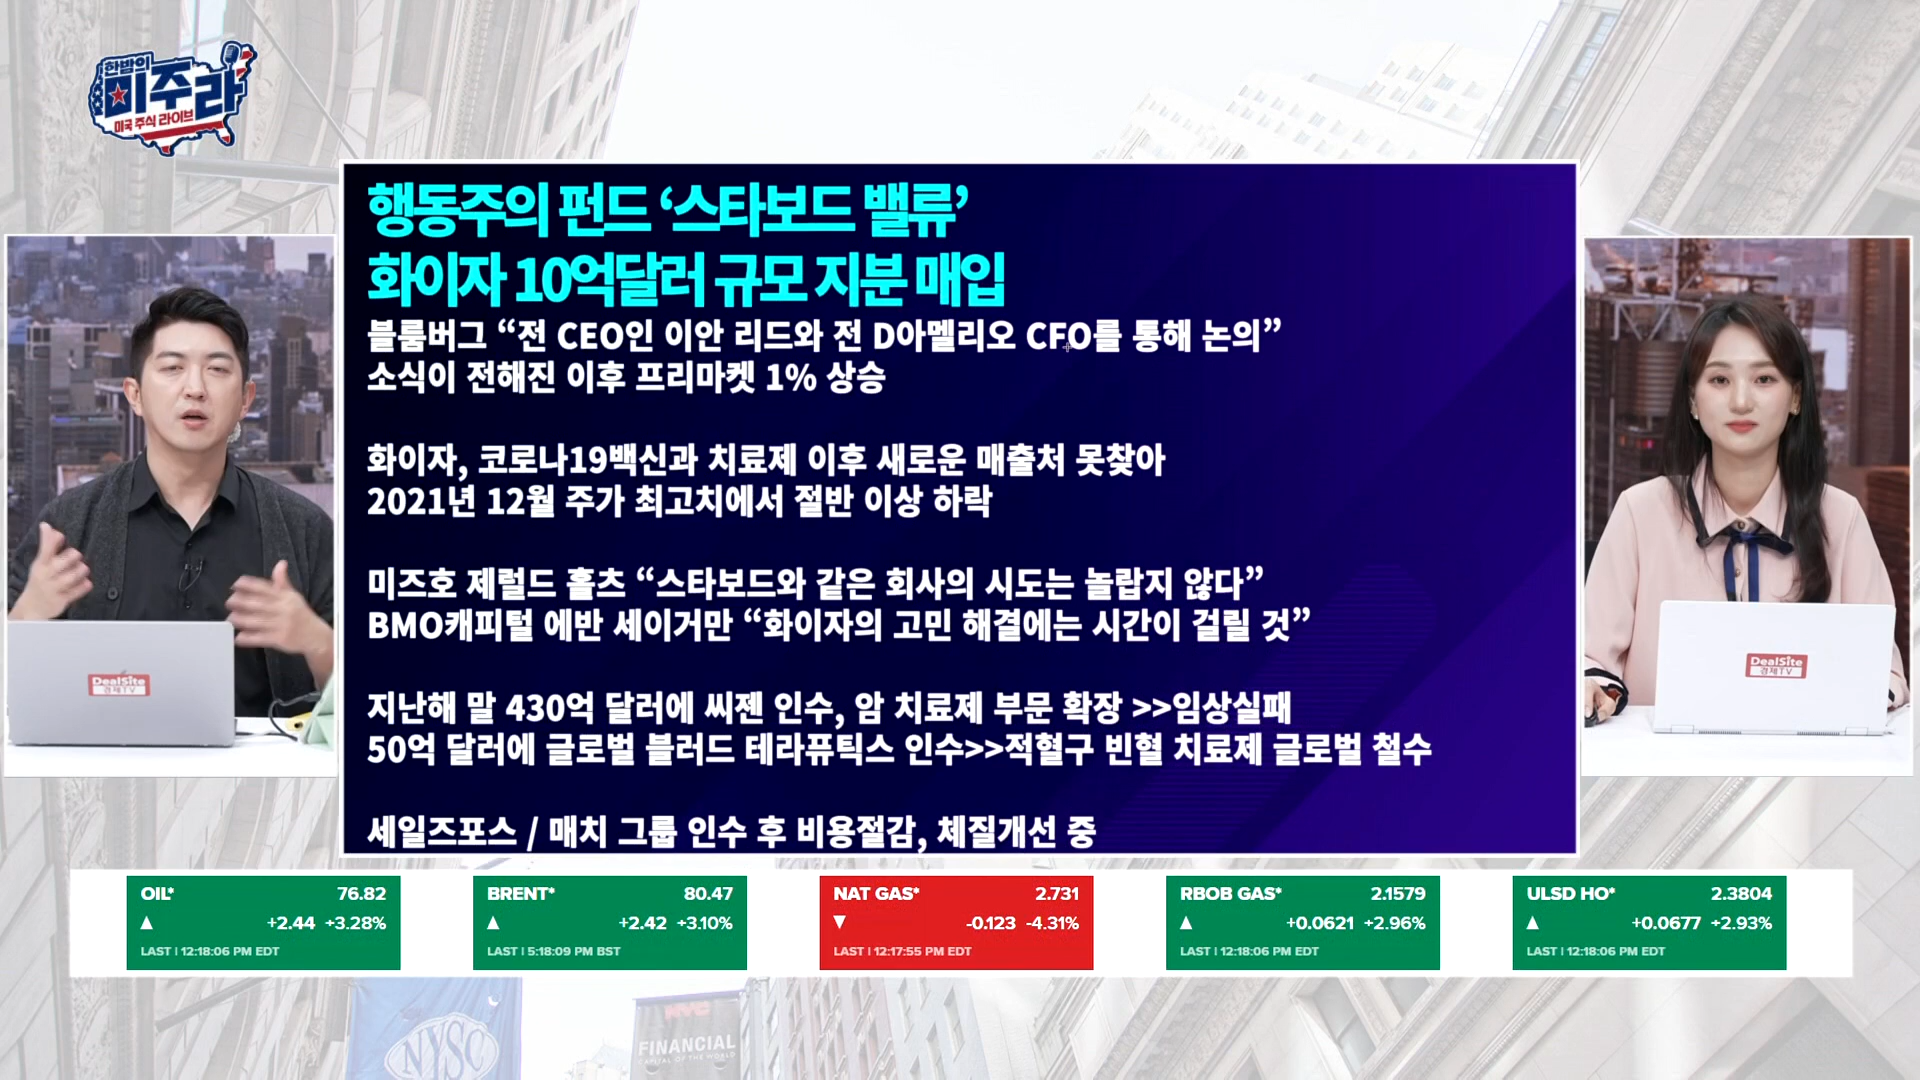 한밤의
미주라
미국 주식 라이브
행동주의 펀드 ‘스타보드 밸류’
화이자 10억달러 규모 지분 매입
블룸버그 “전 CEO인 이안 리드와 전 D아멜리오 CFO를 통해 논의”
소식이 전해진 이후 프리마켓 1% 상승
화이자, 코로나19백신과 치료제 이후 새로운 매출처 못찾아
2021년 12월 주가 최고치에서 절반 이상 하락
미즈호 제럴드 홀츠 “스타보드와 같은 회사의 시도는 놀랍지 않다”
BMO캐피털 에반 세이거만 “화이자의 고민 해결에는 시간이 걸릴 것”
지난해 말 430억 달러에 씨젠 인수, 암 치료제 부문 확장 >>임상실패
50억 달러에 글로벌 블러드 테라퓨틱스 인수>>적혈구 빈혈 치료제 글로벌 철수
세일즈포스 / 매치 그룹 인수 후 비용절감, 체질개선 중
DealSite
경제TV
DealSite
경제TV
OIL* 76.82
▲ +2.44 +3.28%
LAST | 12:18:06 PM EDT
BRENT* 80.47
▲ +2.42 +3.10%
LAST | 5:18:09 PM BST
NAT GAS* 2.731
▼ -0.123 -4.31%
LAST | 12:17:55 PM EDT
RBOB GAS* 2.1579
▲ +0.0621 +2.96%
LAST | 12:18:06 PM EDT
ULSD HO* 2.3804
▲ +0.0677 +2.93%
LAST | 12:18:06 PM EDT
NYSC
NYC
FINANCIAL
CAPITAL OF THE WORLD